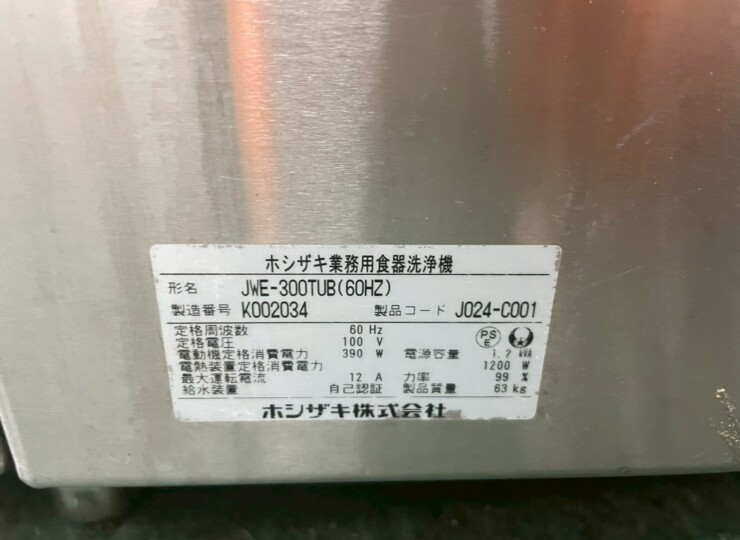 ホシザキ業務用食器洗浄機
形名 JWE-300TUB(60HZ)
製造番号 K002034 製品コード J024-C001
定格周波数 60 Hz
定格電圧 100 V
電動機定格消費電力 390 W 電源容量 1.2 kVA
電熱装置定格消費電力 1200 W
最大運転電流 12 A 力率 99 %
給水装置 自己認証 製品質量 63 kg
PS
E
ホシザキ株式会社